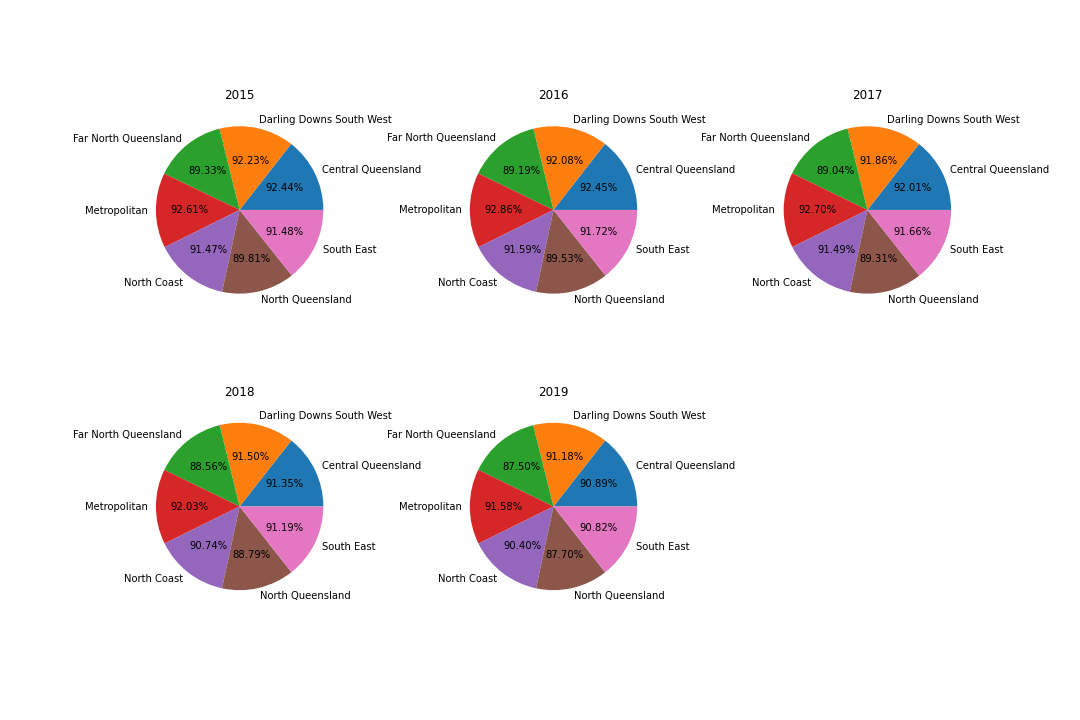 2015
Darling Downs South West
Far North Queensland
92.23%
89.33%
Central Queensland
92.44%
Metropolitan
92.61%
91.48%
91.47%
South East
89.81%
North Coast
North Queensland
2016
Darling Downs South West
Far North Queensland
92.08%
89.19%
Central Queensland
92.45%
Metropolitan
92.86%
91.72%
91.59%
South East
89.53%
North Coast
North Queensland
2017
Darling Downs South West
Far North Queensland
91.86%
89.04%
Central Queensland
92.01%
Metropolitan
92.70%
91.66%
91.49%
South East
89.31%
North Coast
North Queensland
2018
Darling Downs South West
Far North Queensland
91.50%
88.56%
Central Queensland
91.35%
Metropolitan
92.03%
91.19%
90.74%
South East
88.79%
North Coast
North Queensland
2019
Darling Downs South West
Far North Queensland
91.18%
87.50%
Central Queensland
90.89%
Metropolitan
91.58%
90.82%
90.40%
South East
87.70%
North Coast
North Queensland